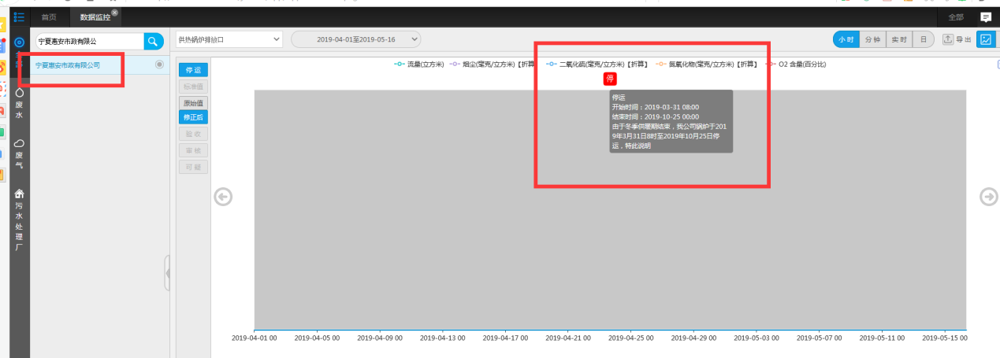 首页 数据监控 全部
宁夏惠安市政有限公
供热锅炉排放口 2019-04-01至2019-05-16 小时 分钟 实时 日 导出
宁夏惠安市政有限公司
全部
废水
废气
污水处理厂
停运
标准值
原始值
修正后
验收
审核
可疑
流量(立方米) 烟尘(毫克/立方米)【折算】 二氧化硫(毫克/立方米)【折算】 氮氧化物(毫克/立方米)【折算】 O2 含量(百分比)
停
停运
开始时间：2019-03-31 08:00
结束时间：2019-10-25 00:00
由于冬季供暖期结束，我公司锅炉于201
9年3月31日8时至2019年10月25日停
运，特此说明
2019-04-01 00 2019-04-05 00 2019-04-09 00 2019-04-13 00 2019-04-17 00 2019-04-21 00 2019-04-25 00 2019-04-29 00 2019-05-03 00 2019-05-07 00 2019-05-11 00 2019-05-15 00